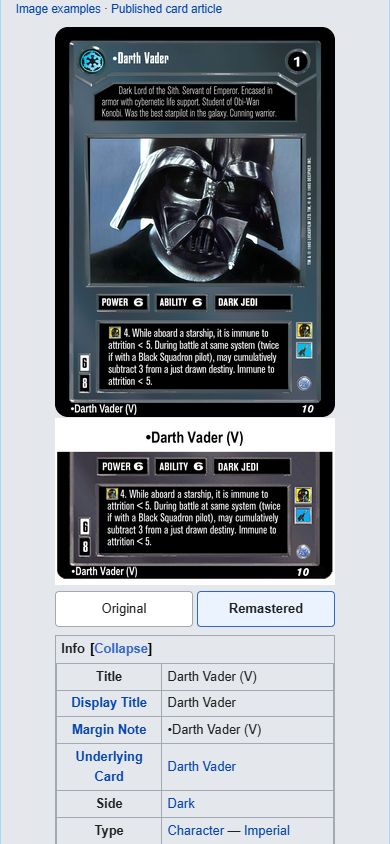 Image examples · Published card article
•Darth Vader
1
Dark Lord of the Sith. Servant of Emperor. Encased in
armor with cybernetic life support. Student of Obi-Wan
Kenobi. Was the best starpilot in the galaxy. Cunning warrior.
POWER 6 ABILITY 6 DARK JEDI
4. While aboard a starship, it is immune to
attrition < 5. During battle at same system (twice
if with a Black Squadron pilot), may cumulatively
subtract 3 from a just drawn destiny. Immune to
attrition < 5.
6
8
•Darth Vader (V) 10
•Darth Vader (V)
POWER 6 ABILITY 6 DARK JEDI
4. While aboard a starship, it is immune to
attrition < 5. During battle at same system (twice
if with a Black Squadron pilot), may cumulatively
subtract 3 from a just drawn destiny. Immune to
attrition < 5.
6
8
•Darth Vader (V) 10
Original Remastered
Info [Collapse]
Title Darth Vader (V)
Display Title Darth Vader
Margin Note •Darth Vader (V)
Underlying
Card Darth Vader
Side Dark
Type Character — Imperial